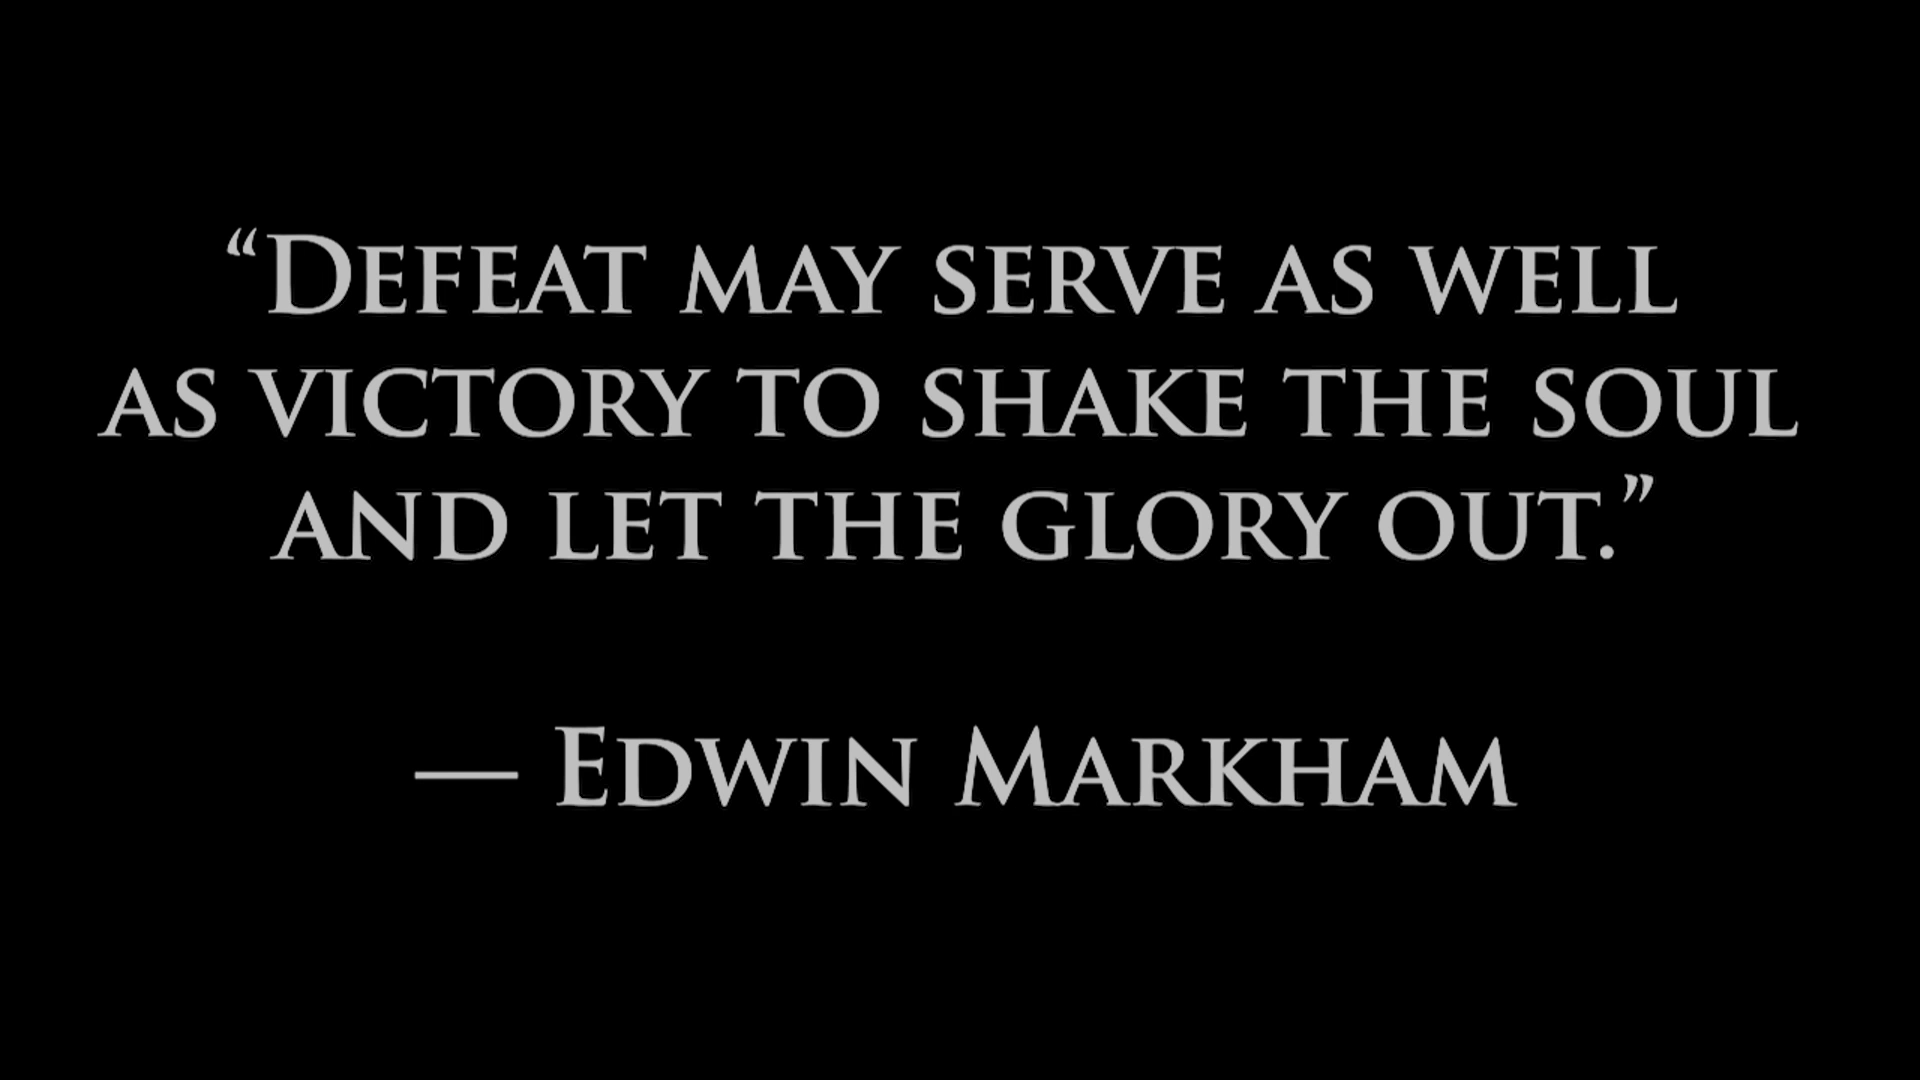 “Defeat may serve as well
as victory to shake the soul
and let the glory out.”
— Edwin Markham